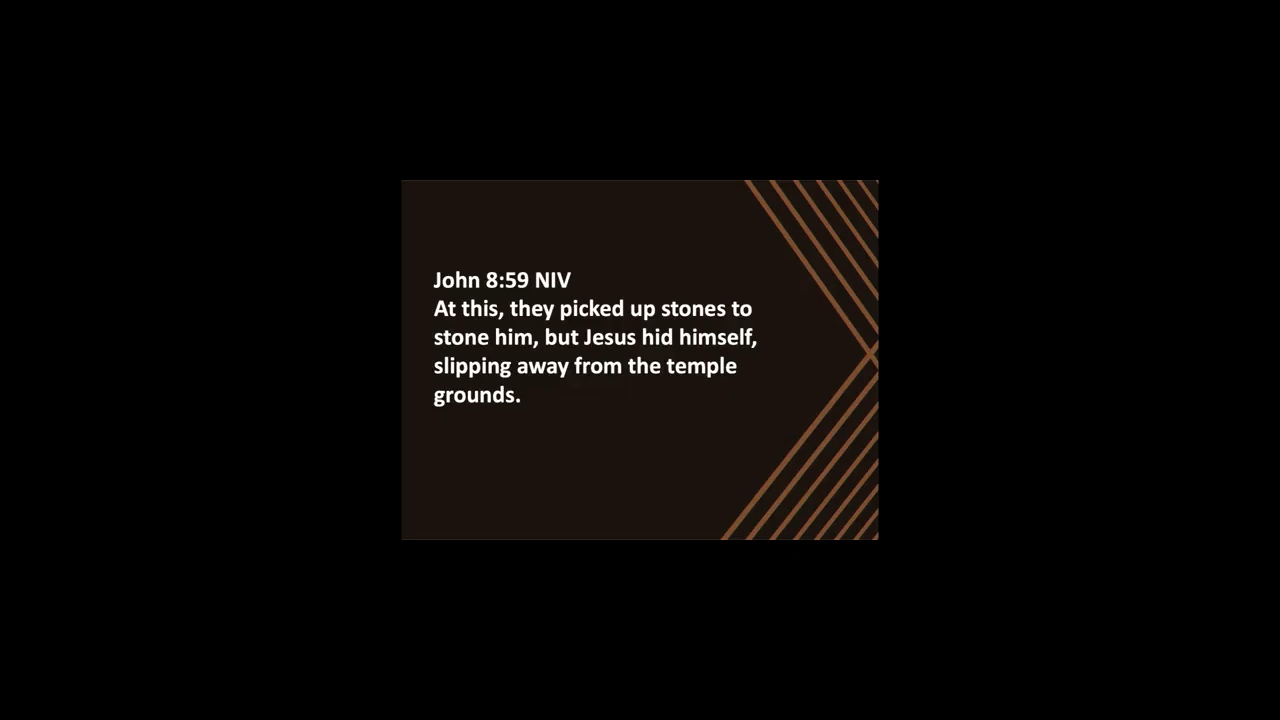 John 8:59 NIV
At this, they picked up stones to
stone him, but Jesus hid himself,
slipping away from the temple
grounds.